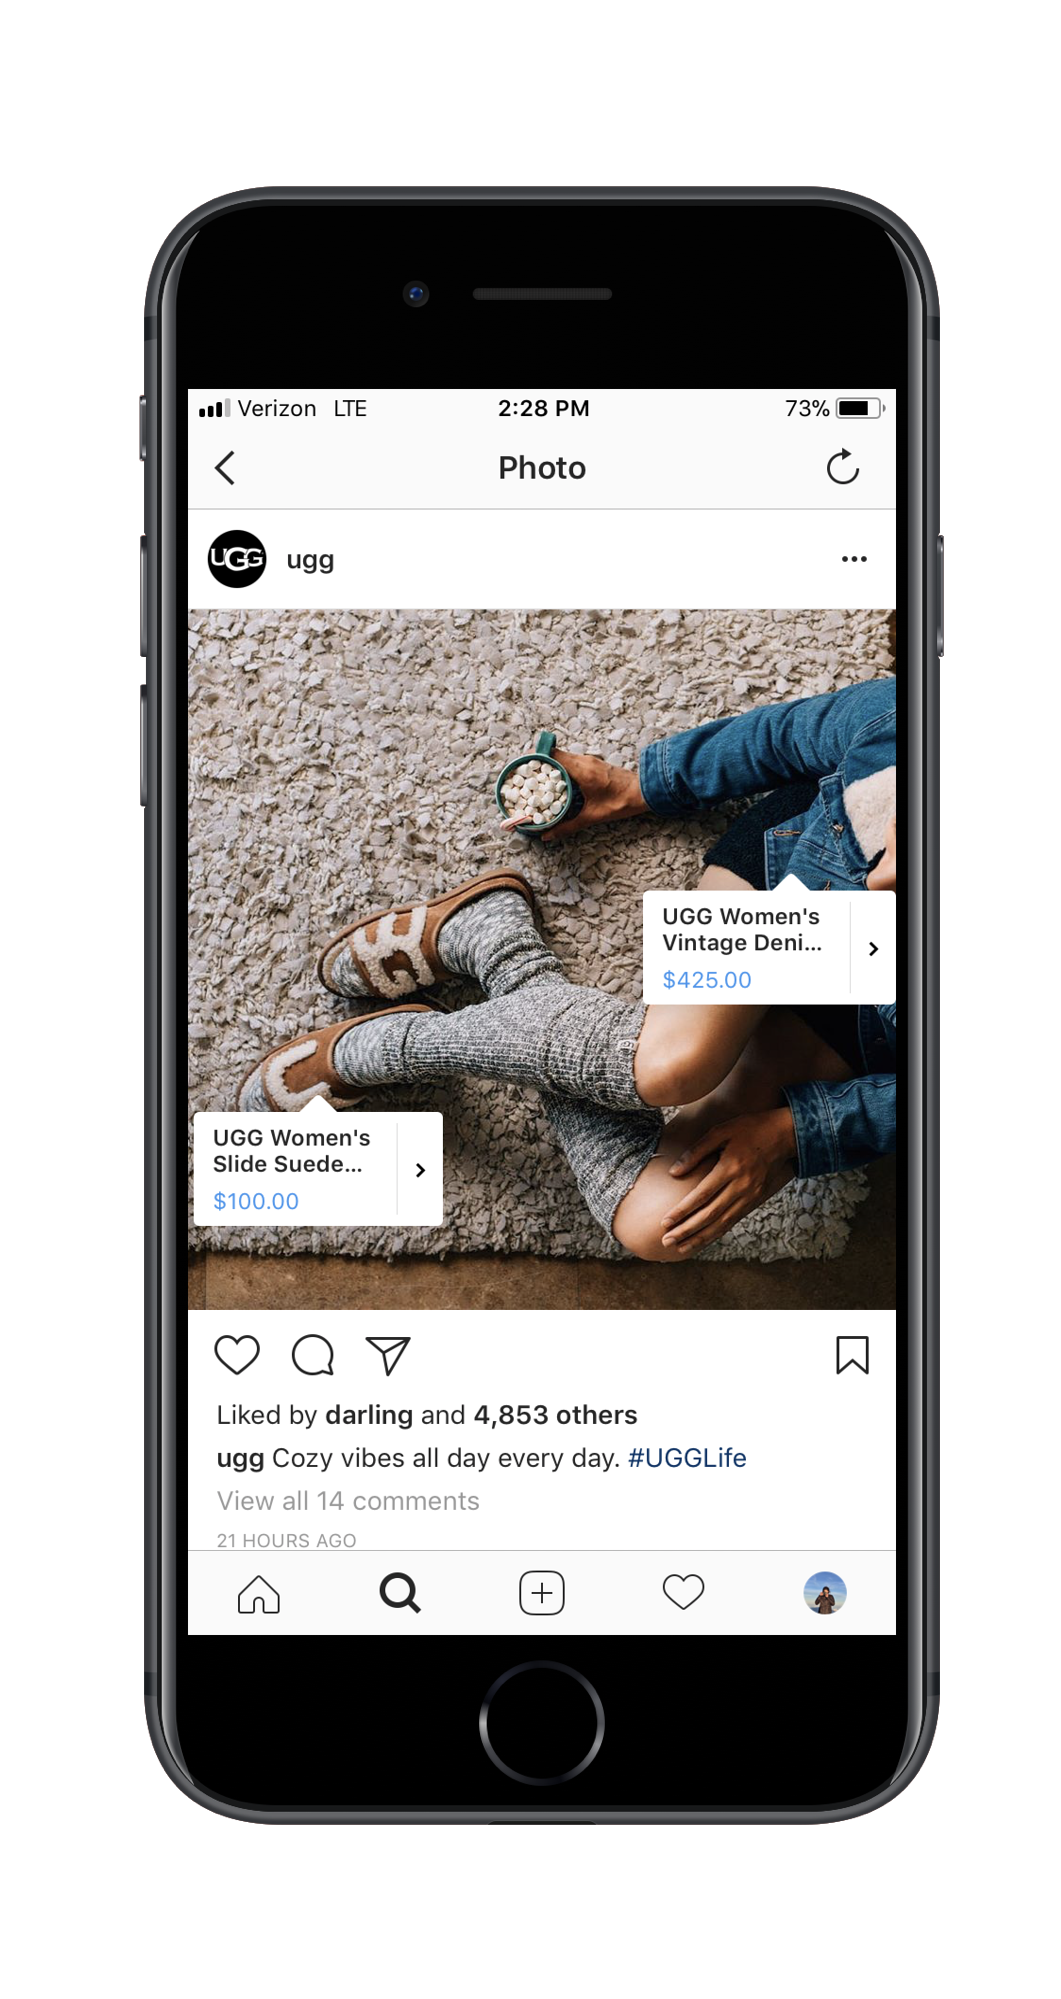 Verizon LTE 2:28 PM 73%
Photo
UGG ugg
UGG Women's
Vintage Deni...
$425.00
UGG
UGG Women's
Slide Suede...
$100.00
Liked by darling and 4,853 others
ugg Cozy vibes all day every day. #UGGLife
View all 14 comments
21 HOURS AGO